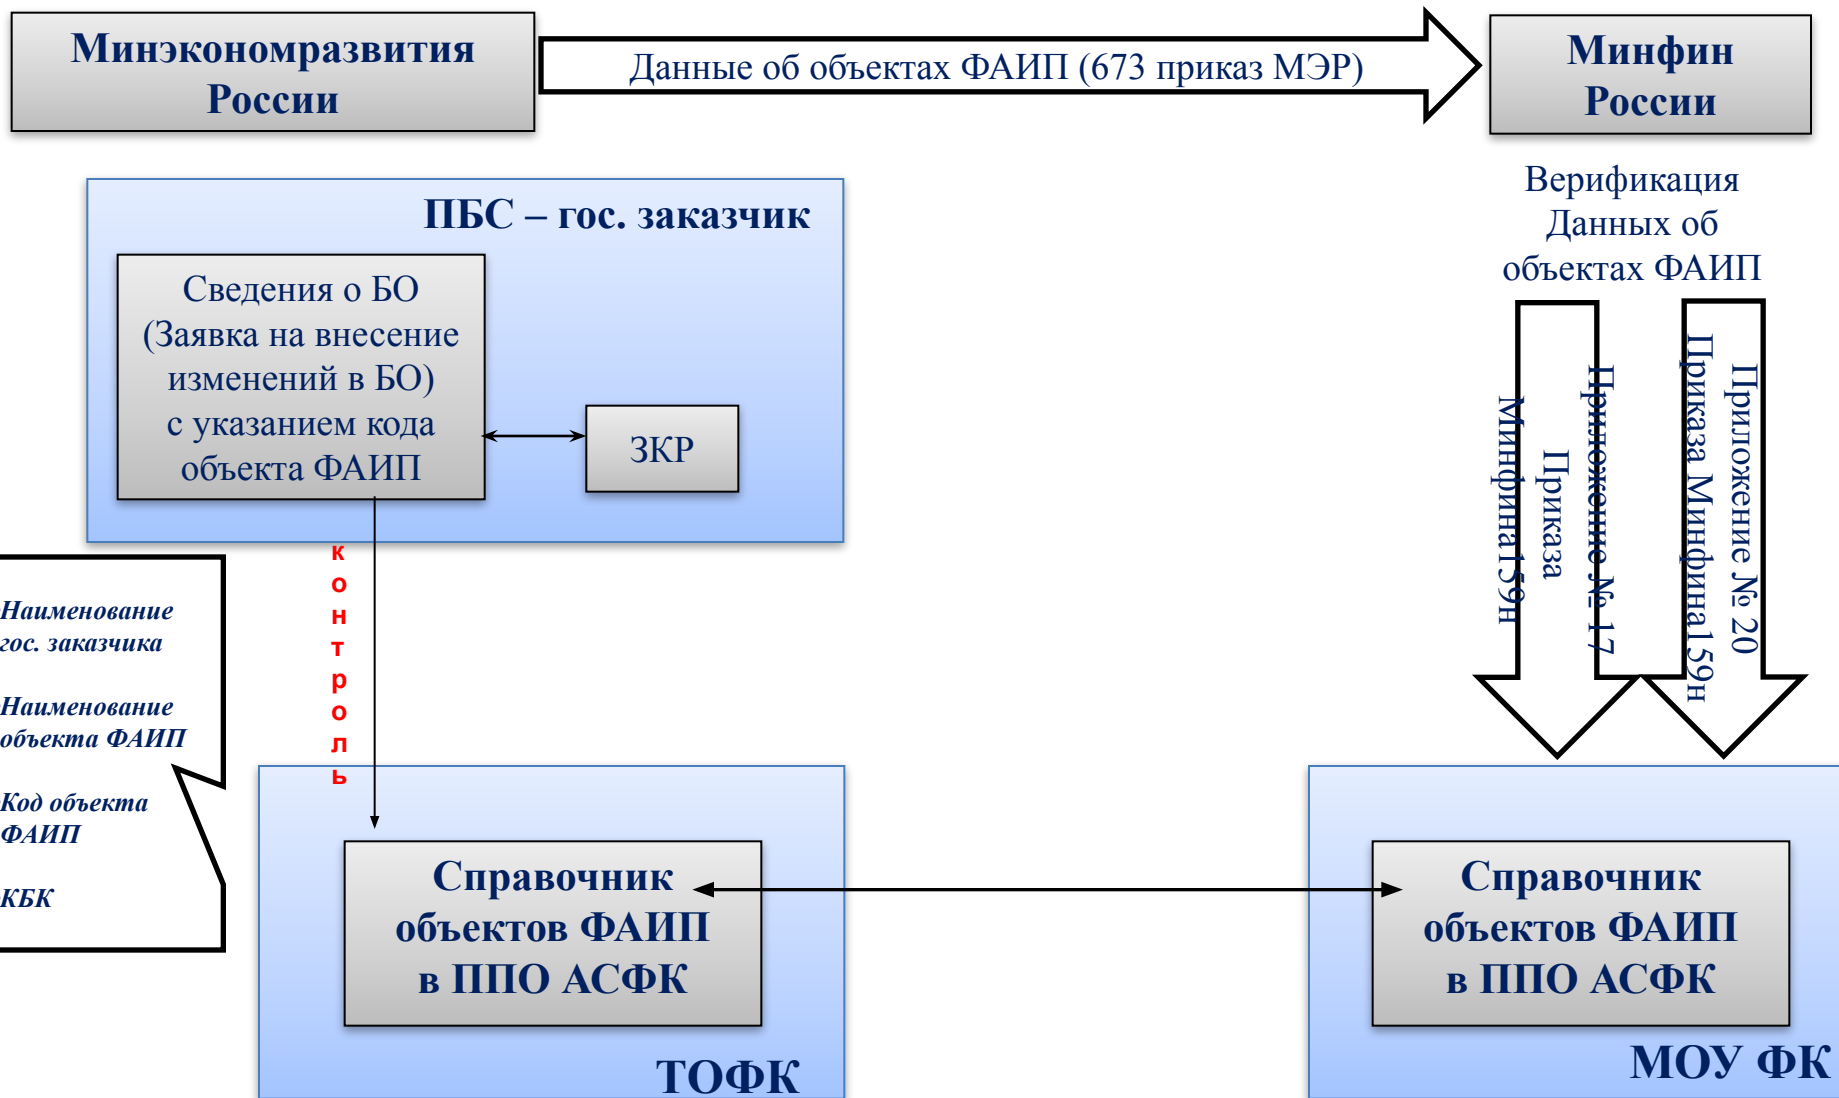 Минэкономразвития
России
Данные об объектах ФАИП (673 приказ МЭР)
Минфин
России
Верификация
Данных об
объектах ФАИП
ПБС – гос. заказчик
Сведения о БО
(Заявка на внесение
изменений в БО)
с указанием кода
объекта ФАИП
ЗКР
Приложение № 17
Приказа
Минфина159н
Приложение № 20
Приказа Минфина159н
контроль
Наименование
гос. заказчика
Наименование
объекта ФАИП
Код объекта
ФАИП
КБК
Справочник
объектов ФАИП
в ППО АСФК
ТОФК
Справочник
объектов ФАИП
в ППО АСФК
МОУ ФК